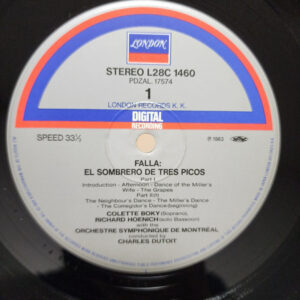 LONDON
STEREO L28C 1460
PDZAL. 17574
1
LONDON RECORDS K. K.
DIGITAL
RECORDING
SPEED 33⅓
℗ 1983
FALLA:
EL SOMBRERO DE TRES PICOS
Part I
Introduction - Afternoon - Dance of the Miller's
Wife - The Grapes
The Neighbour's Dance - The Miller's Dance
- The Corregidor's Dance(beginning)
COLETTE BOKY (Soprano),
RICHARD HOENICH (solo Bassoon)
with the
ORCHESTRE SYMPHONIQUE DE MONTRÉAL
conducted by
CHARLES DUTOIT